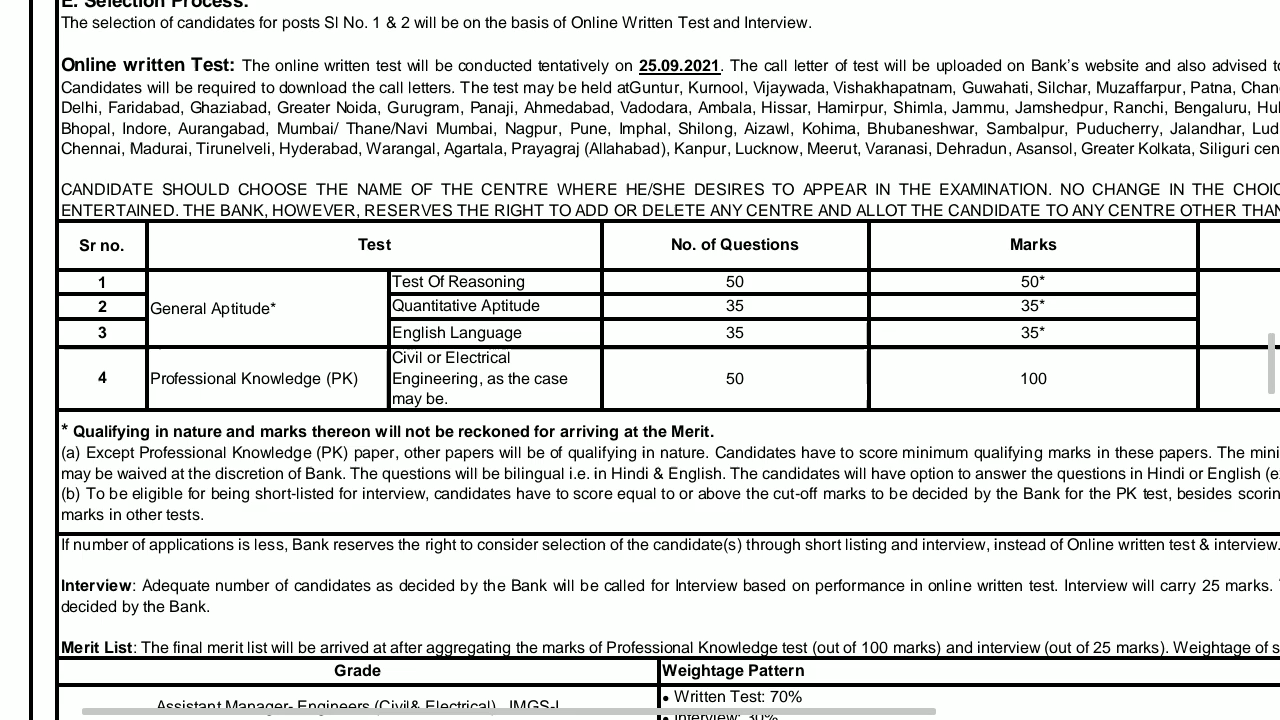 E. Selection Process:
The selection of candidates for posts Sl No. 1 & 2 will be on the basis of Online Written Test and Interview.
Online written Test: The online written test will be conducted tentatively on 25.09.2021. The call letter of test will be uploaded on Bank's website and also advised
Candidates will be required to download the call letters. The test may be held atGuntur, Kurnool, Vijaywada, Vishakhapatnam, Guwahati, Silchar, Muzaffarpur, Patna,
Delhi, Faridabad, Ghaziabad, Greater Noida, Gurugram, Panaji, Ahmedabad, Vadodara, Ambala, Hissar, Hamirpur, Shimla, Jammu, Jamshedpur, Ranchi, Bengaluru,
Bhopal, Indore, Aurangabad, Mumbai/ Thane/Navi Mumbai, Nagpur, Pune, Imphal, Shilong, Aizawl, Kohima, Bhubaneshwar, Sambalpur, Puducherry, Jalandhar,
Chennai, Madurai, Tirunelveli, Hyderabad, Warangal, Agartala, Prayagraj (Allahabad), Kanpur, Lucknow, Meerut, Varanasi, Dehradun, Asansol, Greater Kolkata, Siliguri
CANDIDATE SHOULD CHOOSE THE NAME OF THE CENTRE WHERE HE/SHE DESIRES TO APPEAR IN THE EXAMINATION. NO CHANGE IN THE
ENTERTAINED. THE BANK, HOWEVER, RESERVES THE RIGHT TO ADD OR DELETE ANY CENTRE AND ALLOT THE CANDIDATE TO ANY CENTRE OTHER THAN
Sr no. Test No. of Questions Marks
1 General Aptitude* Test Of Reasoning 50 50*
2 Quantitative Aptitude 35 35*
3 English Language 35 35*
4 Professional Knowledge (PK) Civil or Electrical
Engineering, as the case
may be. 50 100
* Qualifying in nature and marks thereon will not be reckoned for arriving at the Merit.
(a) Except Professional Knowledge (PK) paper, other papers will be of qualifying in nature. Candidates have to score minimum qualifying marks in these papers. The
may be waived at the discretion of Bank. The questions will be bilingual i.e. in Hindi & English. The candidates will have option to answer the questions in Hindi or English
(b) To be eligible for being short-listed for interview, candidates have to score equal to or above the cut-off marks to be decided by the Bank for the PK test, besides
marks in other tests.
If number of applications is less, Bank reserves the right to consider selection of the candidate(s) through short listing and interview, instead of Online written test & interview.
Interview: Adequate number of candidates as decided by the Bank will be called for Interview based on performance in online written test. Interview will carry 25 marks.
decided by the Bank.
Merit List: The final merit list will be arrived at after aggregating the marks of Professional Knowledge test (out of 100 marks) and interview (out of 25 marks). Weightage of
Grade Weightage Pattern
Assistant Manager- Engineers (Civil& Electrical), JMGS-I • Written Test: 70%
• Interview: 30%